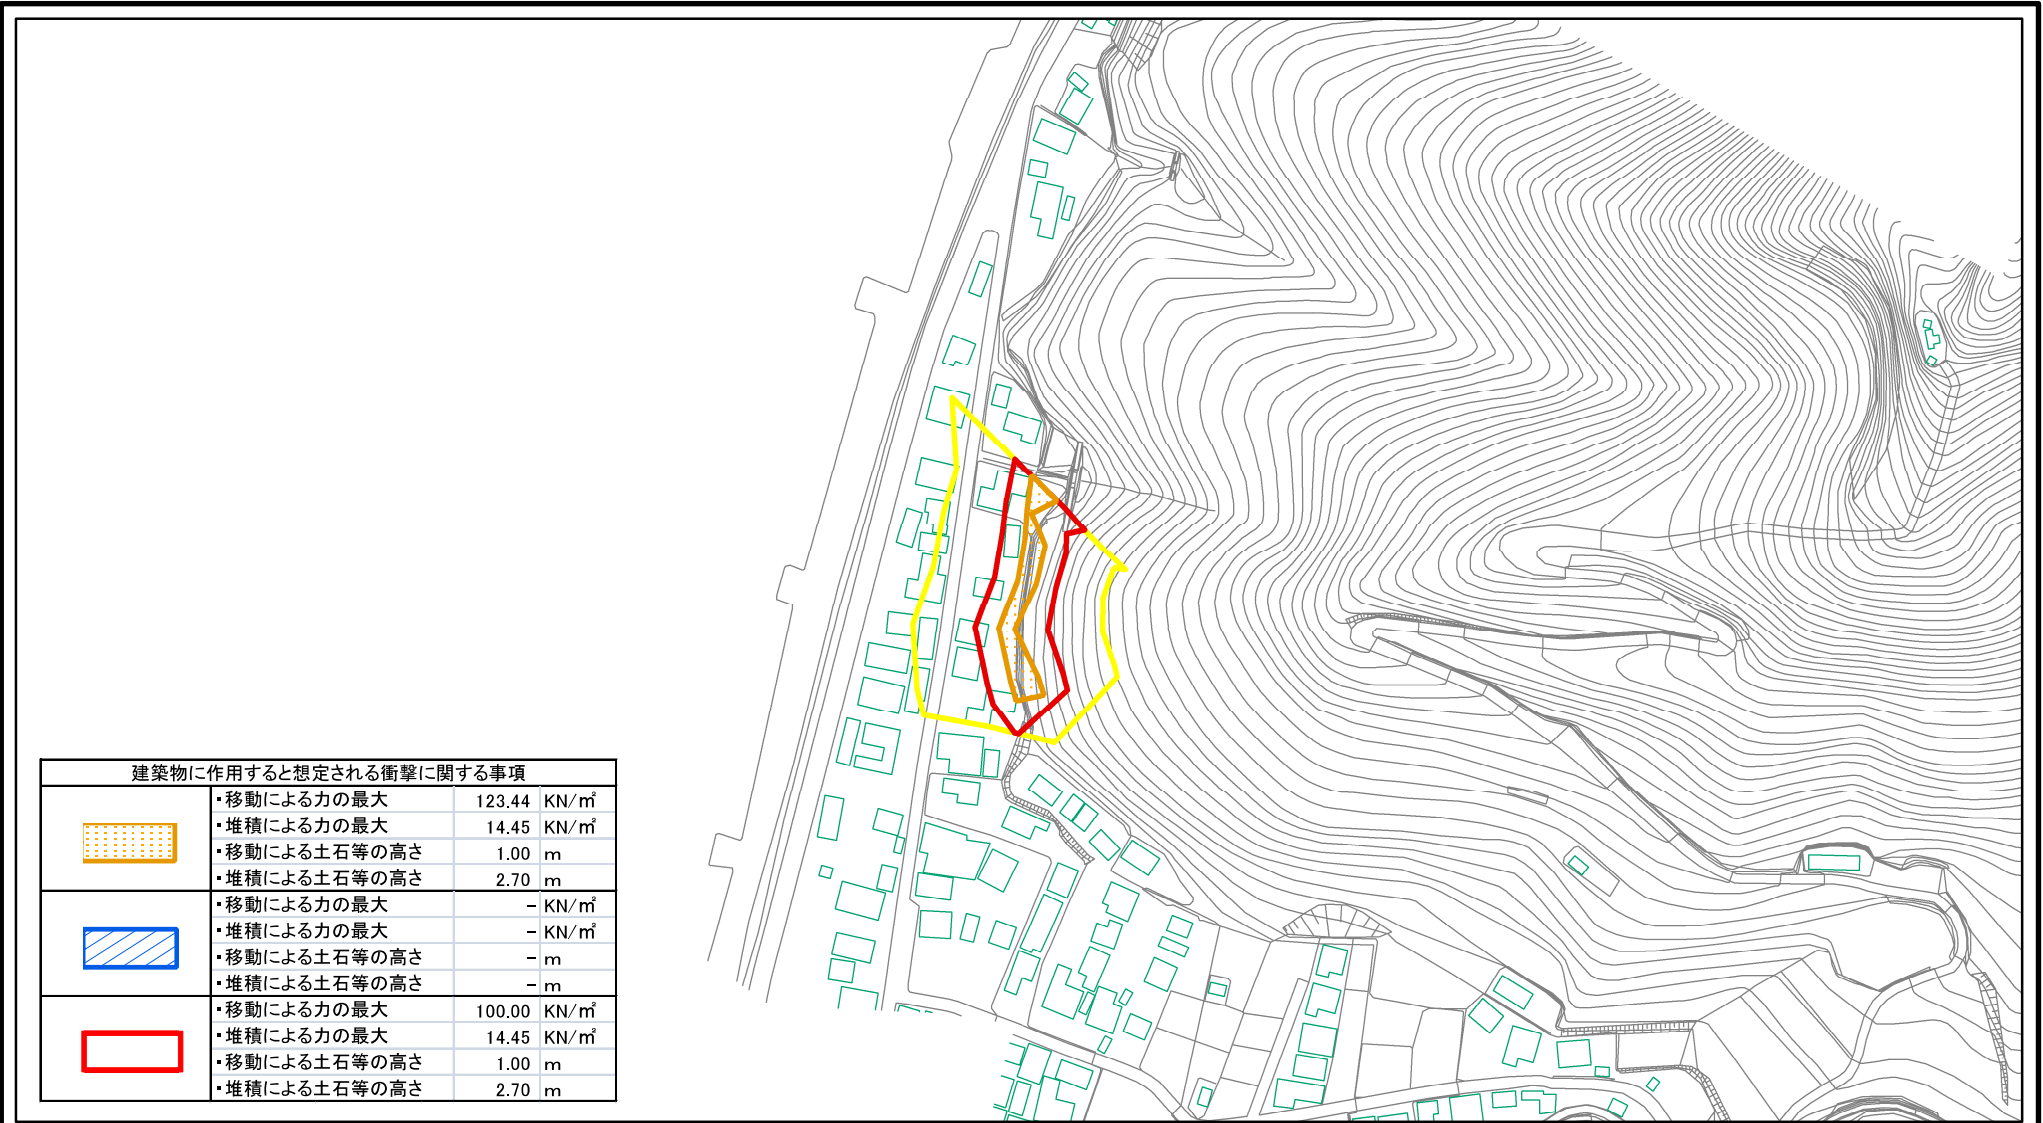 建築物に作用すると想定される衝撃に関する事項
・移動による力の最大 123.44 KN/㎡
・堆積による力の最大 14.45 KN/㎡
・移動による土石等の高さ 1.00 m
・堆積による土石等の高さ 2.70 m
・移動による力の最大 − KN/㎡
・堆積による力の最大 − KN/㎡
・移動による土石等の高さ − m
・堆積による土石等の高さ − m
・移動による力の最大 100.00 KN/㎡
・堆積による力の最大 14.45 KN/㎡
・移動による土石等の高さ 1.00 m
・堆積による土石等の高さ 2.70 m